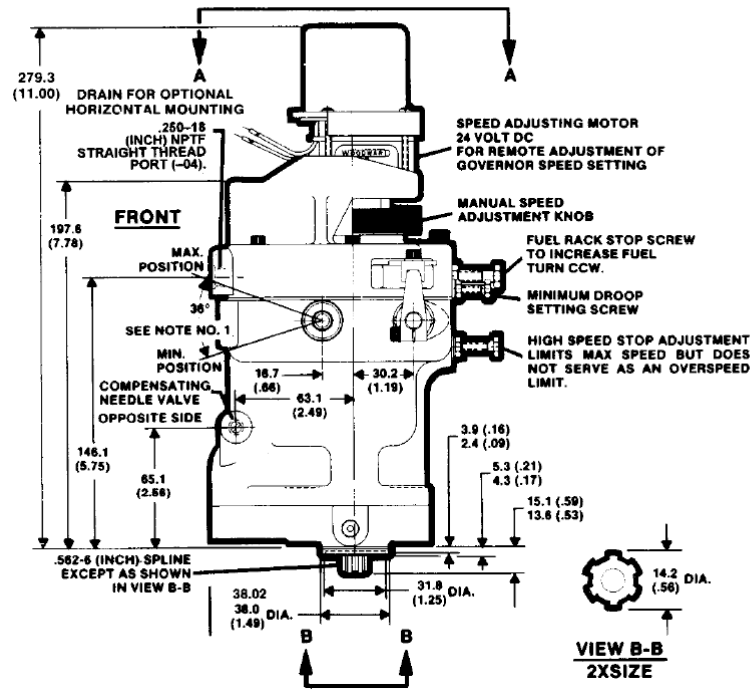 A
A
279.3
(11.00)
DRAIN FOR OPTIONAL
HORIZONTAL MOUNTING
.250-18
(INCH) NPTF
STRAIGHT THREAD
PORT (-04).
WOODWARD
SPEED ADJUSTING MOTOR
24 VOLT DC
FOR REMOTE ADJUSTMENT OF
GOVERNOR SPEED SETTING
FRONT
197.6
(7.78)
MANUAL SPEED
ADJUSTMENT KNOB
MAX.
POSITION
FUEL RACK STOP SCREW
TO INCREASE FUEL
TURN CCW.
36°
MINIMUM DROOP
SETTING SCREW
SEE NOTE NO. 1
MIN.
POSITION
HIGH SPEED STOP ADJUSTMENT
LIMITS MAX SPEED BUT DOES
NOT SERVE AS AN OVERSPEED
LIMIT.
16.7
(.66)
30.2
(1.19)
COMPENSATING
NEEDLE VALVE
OPPOSITE SIDE
63.1
(2.49)
146.1
(5.75)
65.1
(2.56)
3.9 (.16)
2.4 (.09)
5.3 (.21)
4.3 (.17)
15.1 (.59)
13.6 (.53)
.562-6 (INCH) SPLINE
EXCEPT AS SHOWN
IN VIEW B-B
38.02
38.0
(1.49)
DIA.
31.8
(1.25)
DIA.
14.2
(.56)
DIA.
B
B
VIEW B-B
2XSIZE